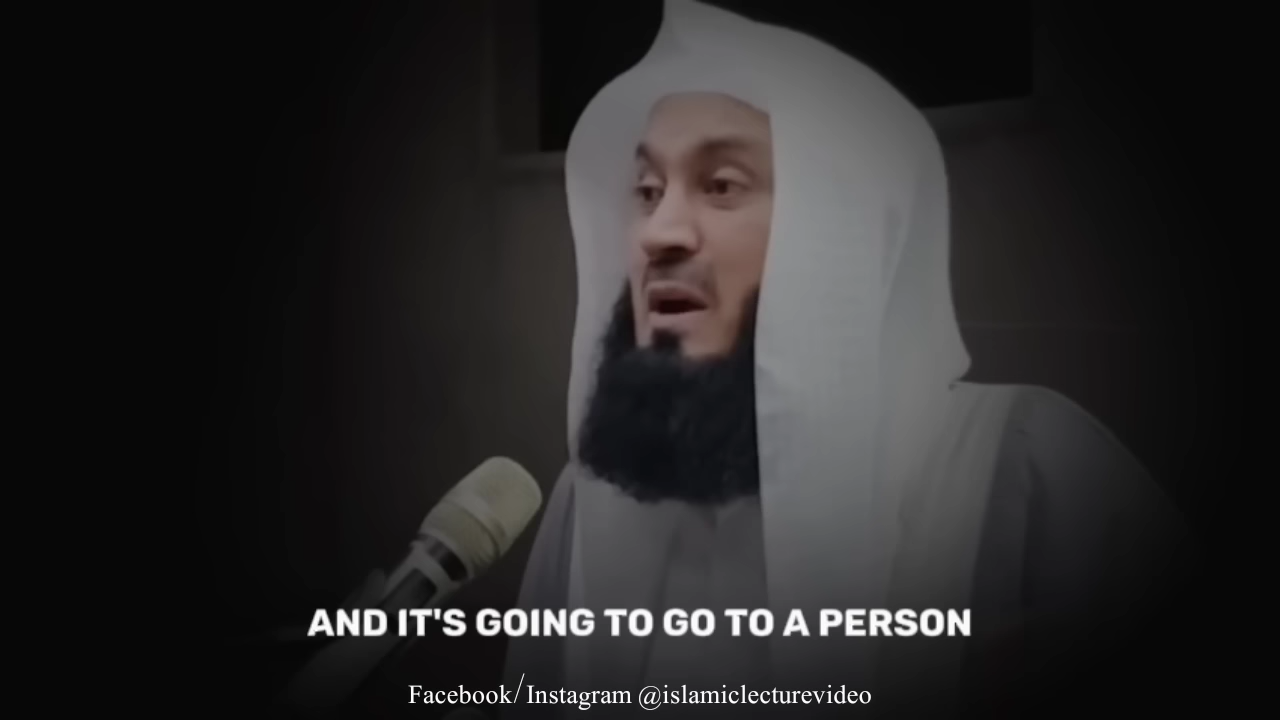 AND IT'S GOING TO GO TO A PERSON
Facebook/Instagram @islamiclecturevideo